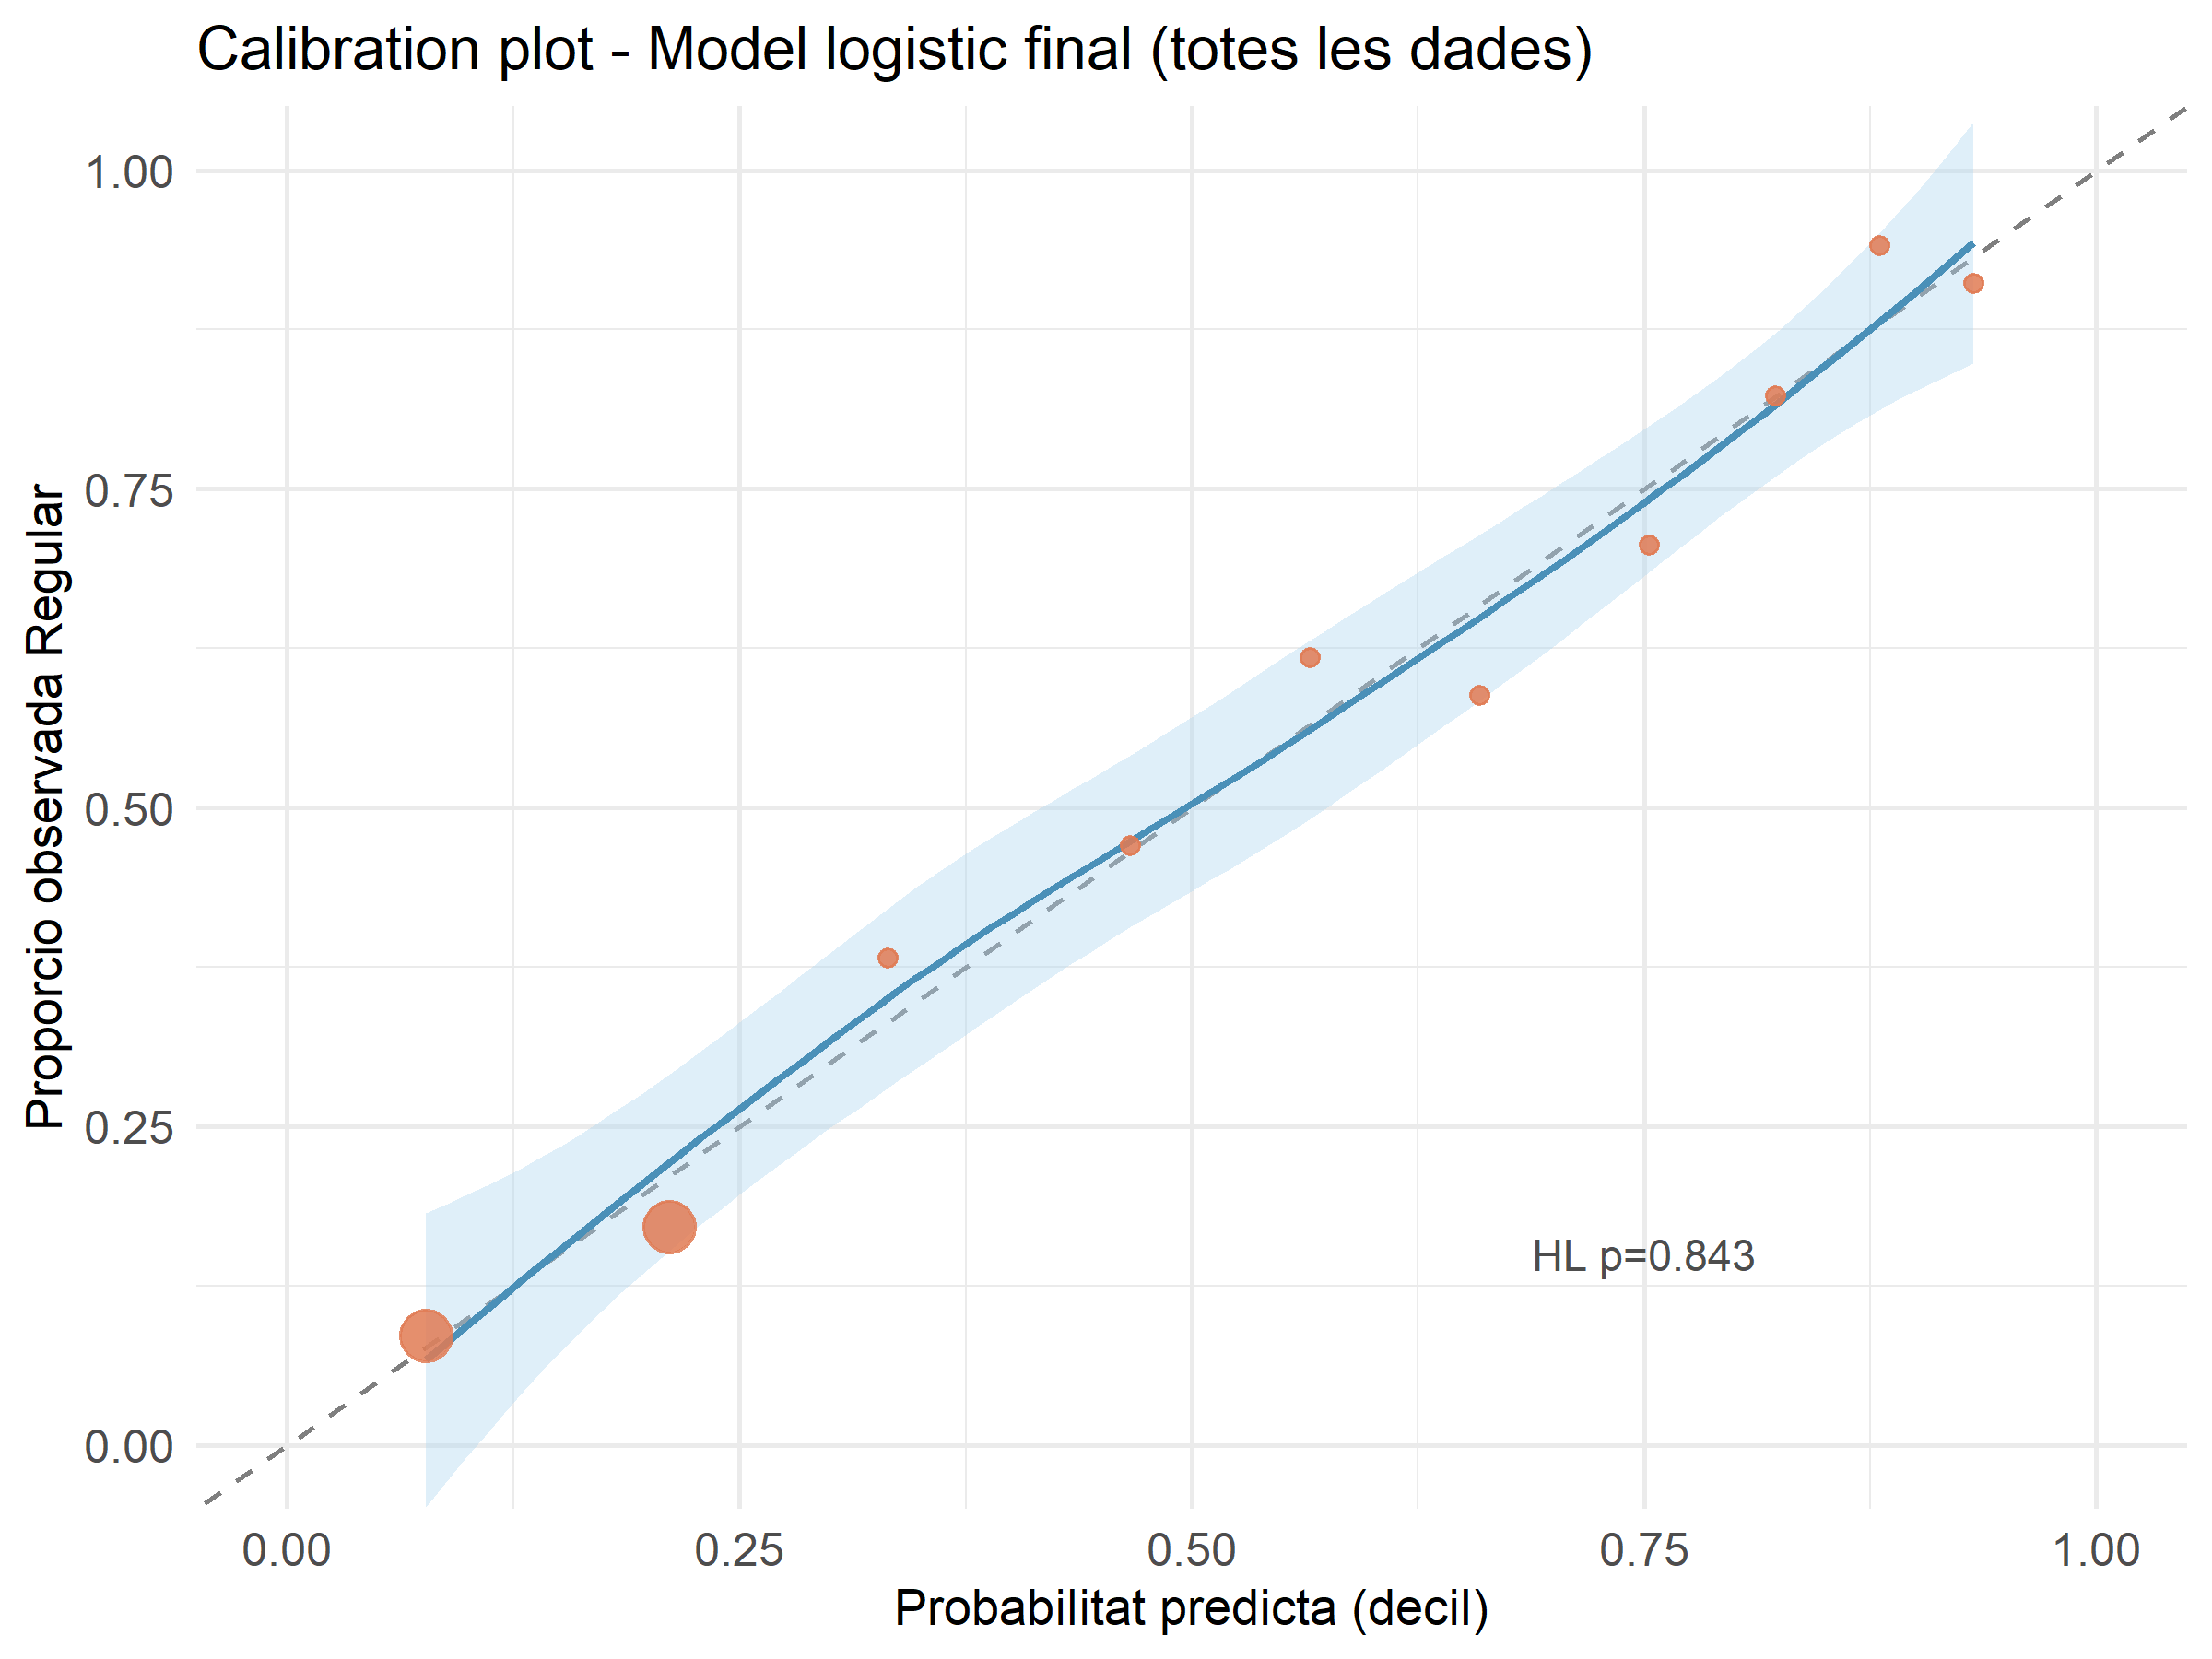 Calibration plot - Model logistic final (totes les dades)
Proporcio observada Regular
1.00
0.75
0.50
0.25
0.00
HL p=0.843
0.00 0.25 0.50 0.75 1.00
Probabilitat predicta (decil)